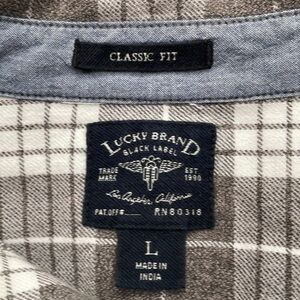 CLASSIC FIT
LUCKY BRAND
BLACK LABEL
TRADE MARK
EST 1990
Los Angeles, California
PAT.OFF#
RN80318
L
MADE IN
INDIA